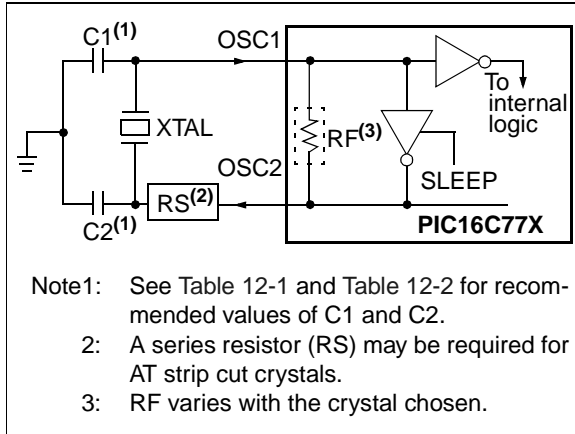 C1(1)
OSC1
To
internal
logic
XTAL
RF(3)
OSC2
SLEEP
RS(2)
C2(1)
PIC16C77X
Note1: See Table 12-1 and Table 12-2 for recom-
mended values of C1 and C2.
2: A series resistor (RS) may be required for
AT strip cut crystals.
3: RF varies with the crystal chosen.